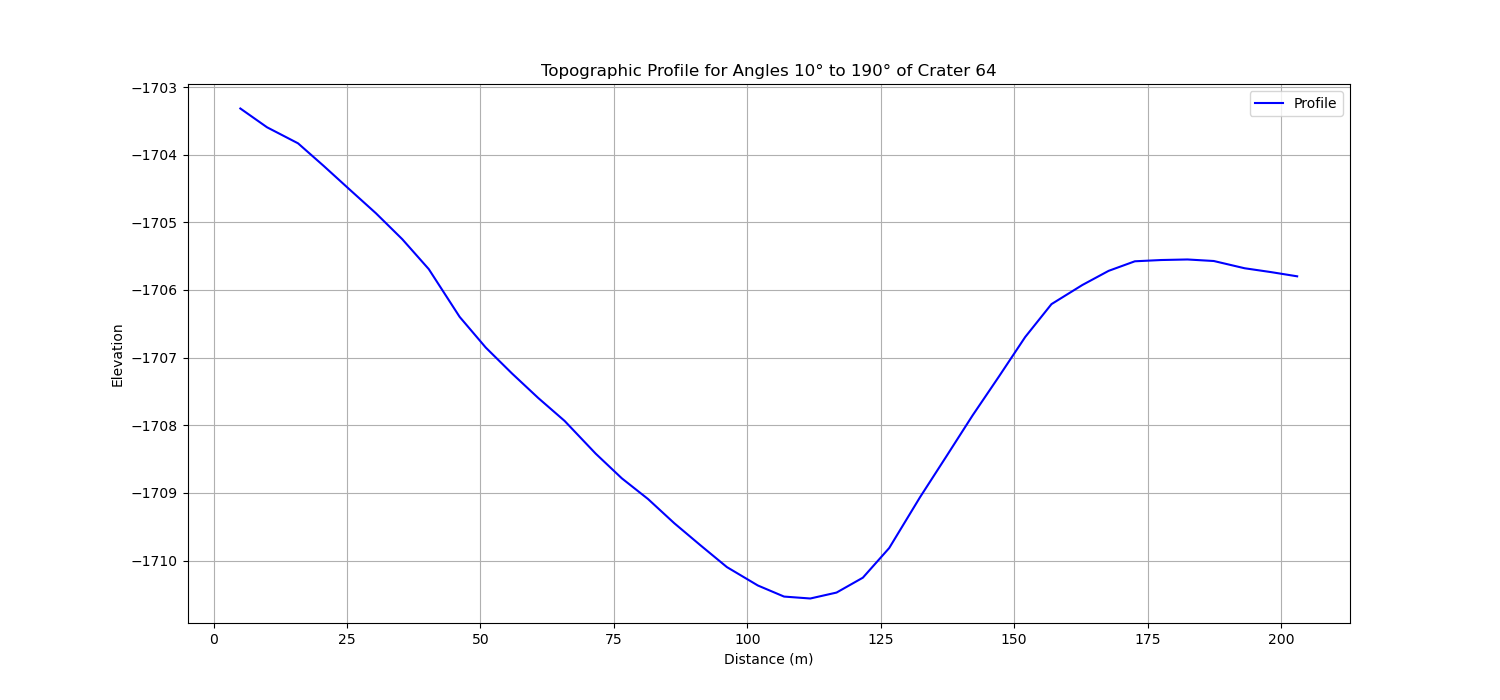 Topographic Profile for Angles 10° to 190° of Crater 64
Profile
−1703
−1704
−1705
−1706
−1707
−1708
−1709
−1710
Elevation
0 25 50 75 100 125 150 175 200
Distance (m)